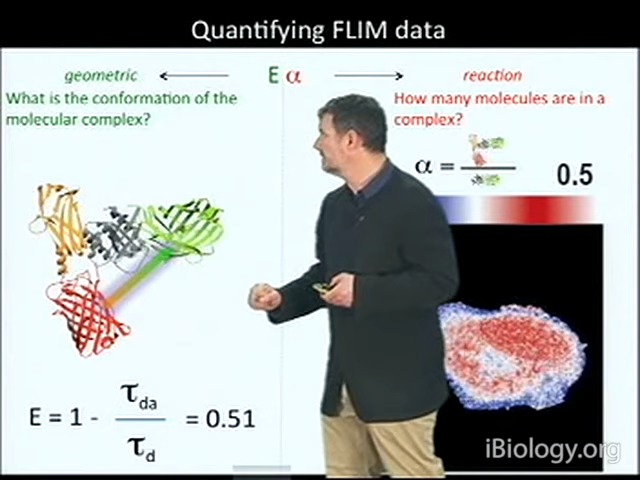 Quantifying FLIM data
geometric
E α
reaction
What is the conformation of the
molecular complex?
How many molecules are in a
complex?
α =
0.5
E = 1 - τda / τd = 0.51
iBiology.org